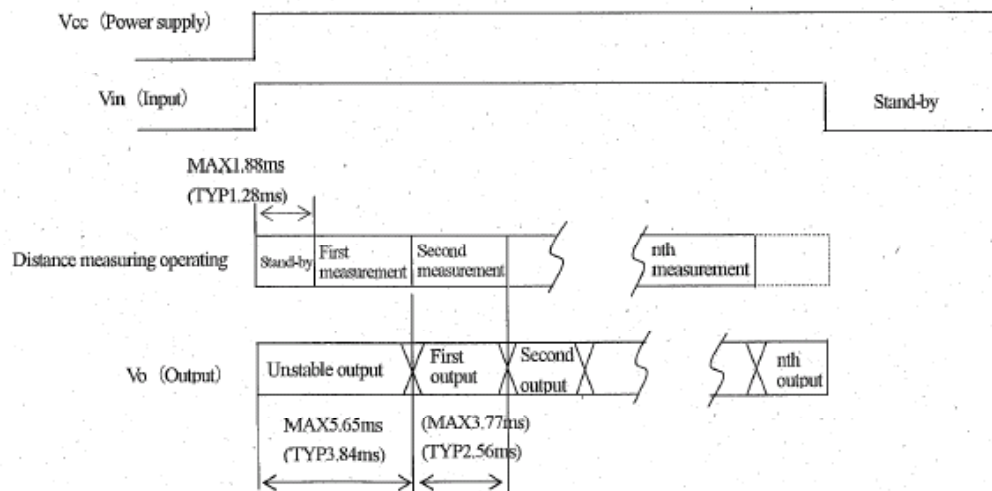 Vcc (Power supply)
Vin (Input)
Stand-by
MAX1.88ms
(TYP1.28ms)
Distance measuring operating
Stand-by
First
measurement
Second
measurement
nth
measurement
Vo (Output)
Unstable output
First
output
Second
output
nth
output
MAX5.65ms
(TYP3.84ms)
(MAX3.77ms)
(TYP2.56ms)